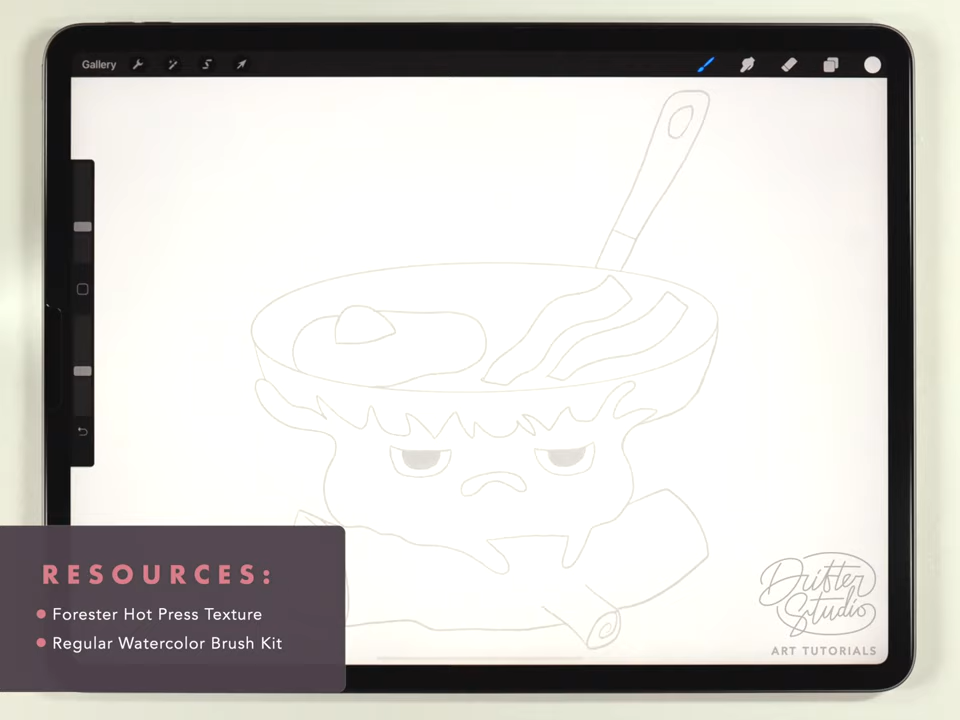 Gallery
RESOURCES:
Forester Hot Press Texture
Regular Watercolor Brush Kit
Drifter
Studio
ART TUTORIALS